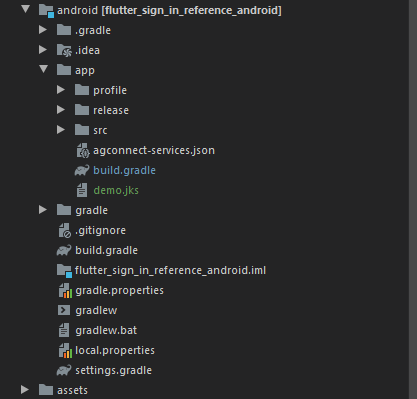 android [flutter_sign_in_reference_android]
.gradle
.idea
app
profile
release
src
agconnect-services.json
build.gradle
demo.jks
gradle
.gitignore
build.gradle
flutter_sign_in_reference_android.iml
gradle.properties
gradlew
gradlew.bat
local.properties
settings.gradle
assets